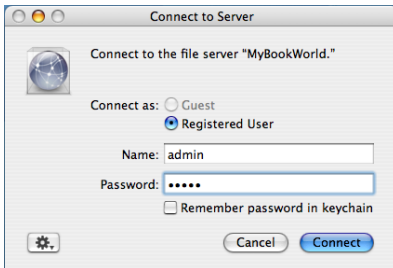 Connect to Server
Connect to the file server "MyBookWorld."
Connect as: Guest
Registered User
Name: admin
Password: •••••
Remember password in keychain
Cancel Connect